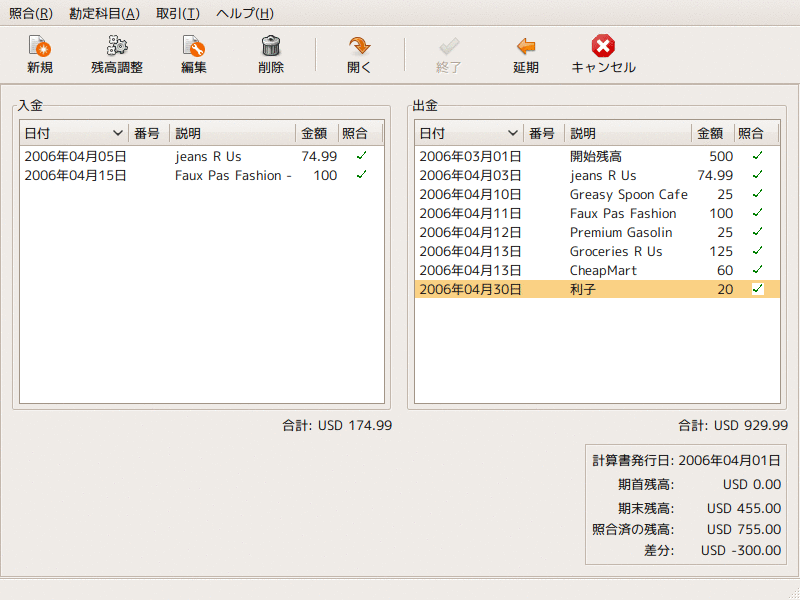 照合(R) 勘定科目(A) 取引(T) ヘルプ(H)
新規 残高調整 編集 削除 開く 終了 延期 キャンセル
入金
日付 番号 説明 金額 照合
2006年04月05日 jeans R Us 74.99
2006年04月15日 Faux Pas Fashion - 100
合計: USD 174.99
出金
日付 番号 説明 金額 照合
2006年03月01日 開始残高 500
2006年04月03日 jeans R Us 74.99
2006年04月10日 Greasy Spoon Cafe 25
2006年04月11日 Faux Pas Fashion 100
2006年04月12日 Premium Gasolin 25
2006年04月13日 Groceries R Us 125
2006年04月13日 CheapMart 60
2006年04月30日 利子 20
合計: USD 929.99
計算書発行日: 2006年04月01日
期首残高: USD 0.00
期末残高: USD 455.00
照合済の残高: USD 755.00
差分: USD -300.00